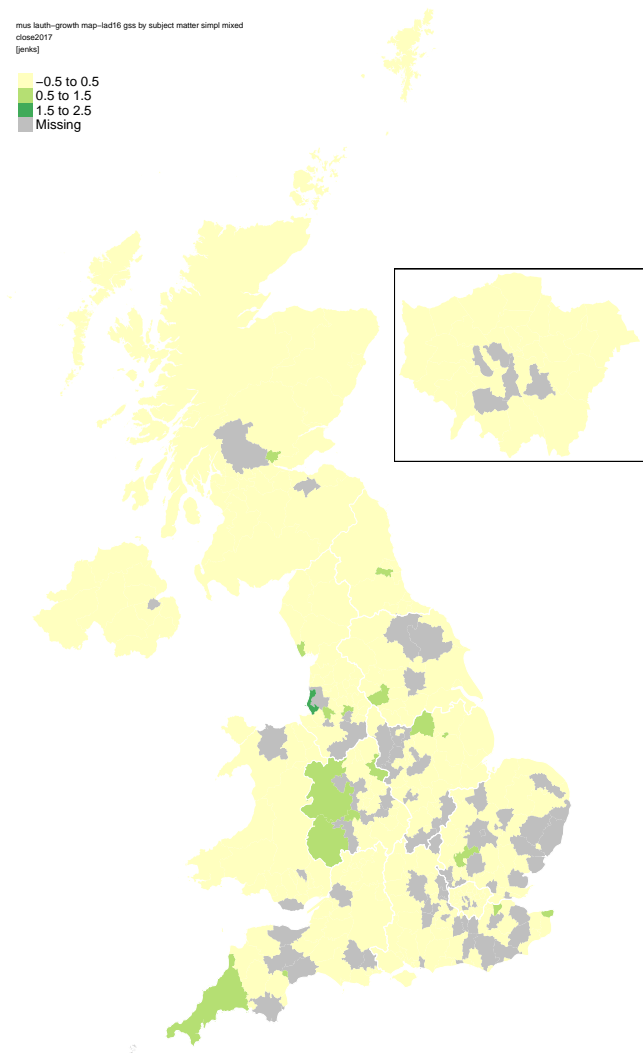 mus lauth−growth map−lad16 gss by subject matter simpl mixed
close2017
[jenks]
−0.5 to 0.5
0.5 to 1.5
1.5 to 2.5
Missing